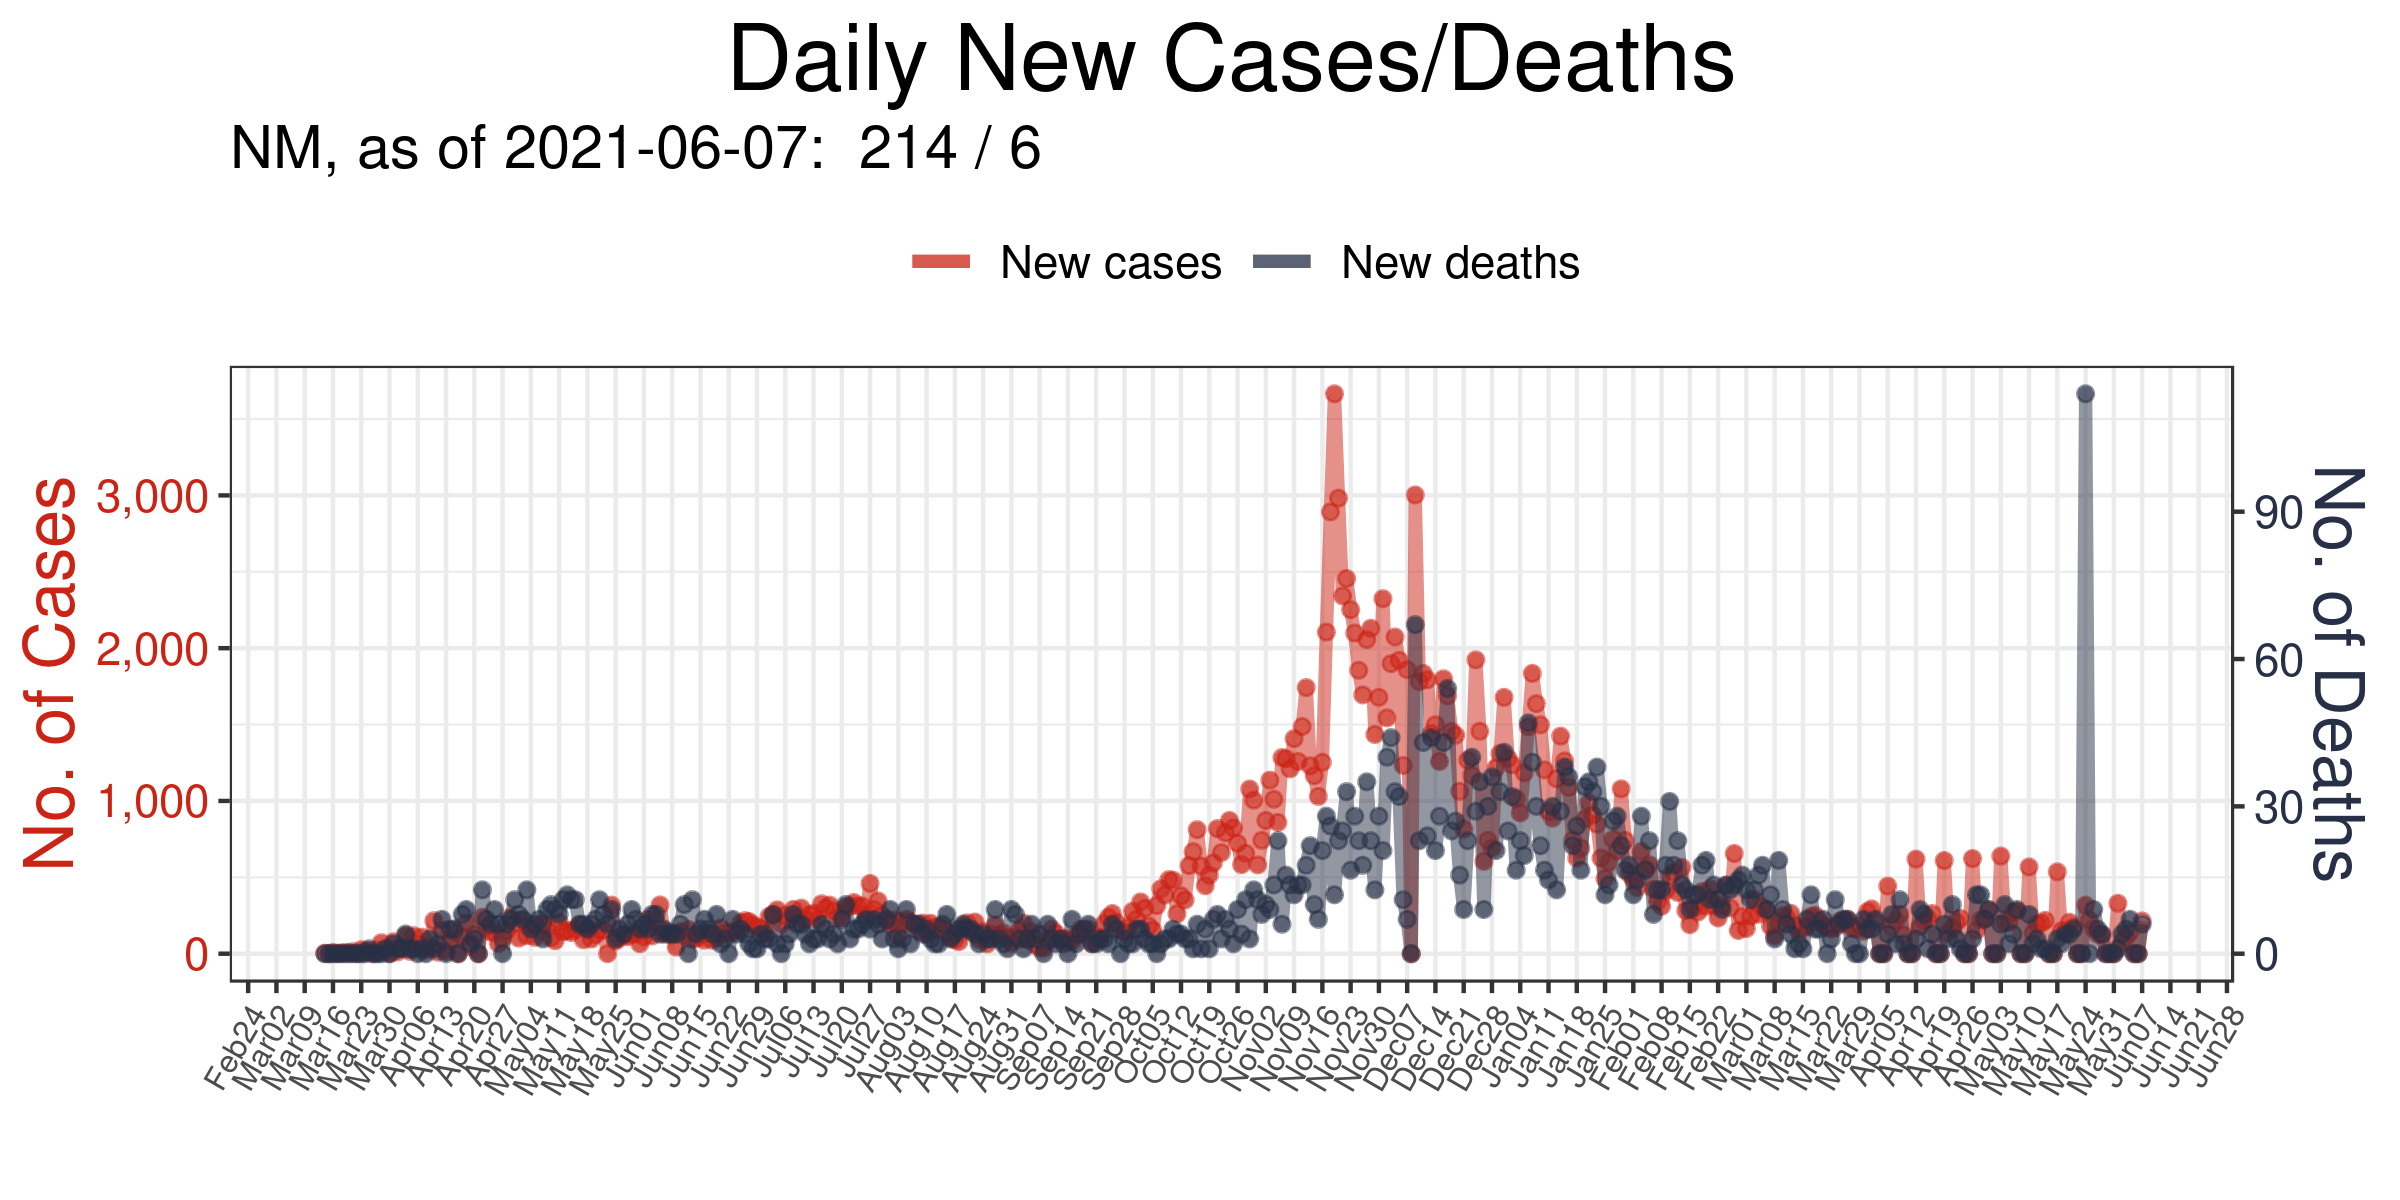 Daily New Cases/Deaths
NM, as of 2021-06-07: 214 / 6
New cases
New deaths
No. of Cases
3,000
2,000
1,000
0
90
60
30
0
No. of Deaths
Feb24
Mar02
Mar09
Mar16
Mar23
Mar30
Apr06
Apr13
Apr20
Apr27
May04
May11
May18
May25
Jun01
Jun08
Jun15
Jun22
Jun29
Jul06
Jul13
Jul20
Jul27
Aug03
Aug10
Aug17
Aug24
Aug31
Sep07
Sep14
Sep21
Sep28
Oct05
Oct12
Oct19
Oct26
Nov02
Nov09
Nov16
Nov23
Nov30
Dec07
Dec14
Dec21
Dec28
Jan04
Jan11
Jan18
Jan25
Feb01
Feb08
Feb15
Feb22
Mar01
Mar08
Mar15
Mar22
Mar29
Apr05
Apr12
Apr19
Apr26
May03
May10
May17
May24
May31
Jun07
Jun14
Jun21
Jun28